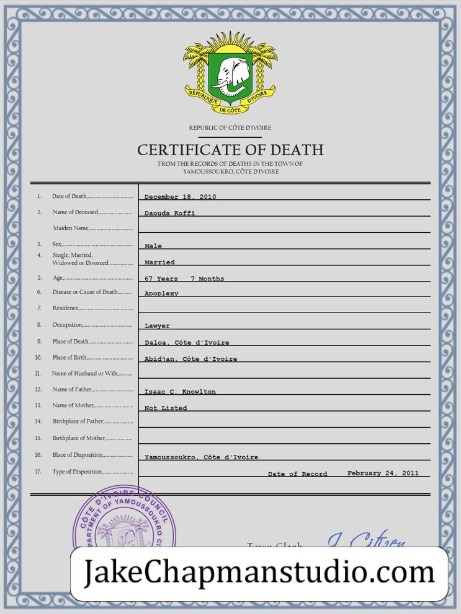 REPUBLIQUE DE CÔTE D'IVOIRE
REPUBLIC OF CÔTE D'IVOIRE
CERTIFICATE OF DEATH
FROM THE RECORDS OF DEATHS IN THE TOWN OF
YAMOUSSOUKRO, CÔTE D'IVOIRE
1. Date of Death December 18, 2010
2. Name of Deceased Daouda Koffi
Maiden Name
3. Sex Male
4. Single, Married,
Widowed or Divorced Married
5. Age 67 Years 7 Months
6. Disease or Cause of Death Apoplexy
7. Residence
8. Occupation Lawyer
9. Place of Death Daloa, Côte d'Ivoire
10. Place of Birth Abidjan, Côte d'Ivoire
11. Name of Husband or Wife
12. Name of Father Isaac C. Knowlton
13. Name of Mother Not Listed
14. Birthplace of Father
15. Birthplace of Mother
16. Place of Disposition Yamoussoukro, Côte d'Ivoire
17. Type of Disposition Date of Record February 24, 2011
CÔTE D'IVOIRE COUNCIL
DEPARTMENT OF YAMOUSSOUKRO
J. Citizen
JakeChapmanstudio.com